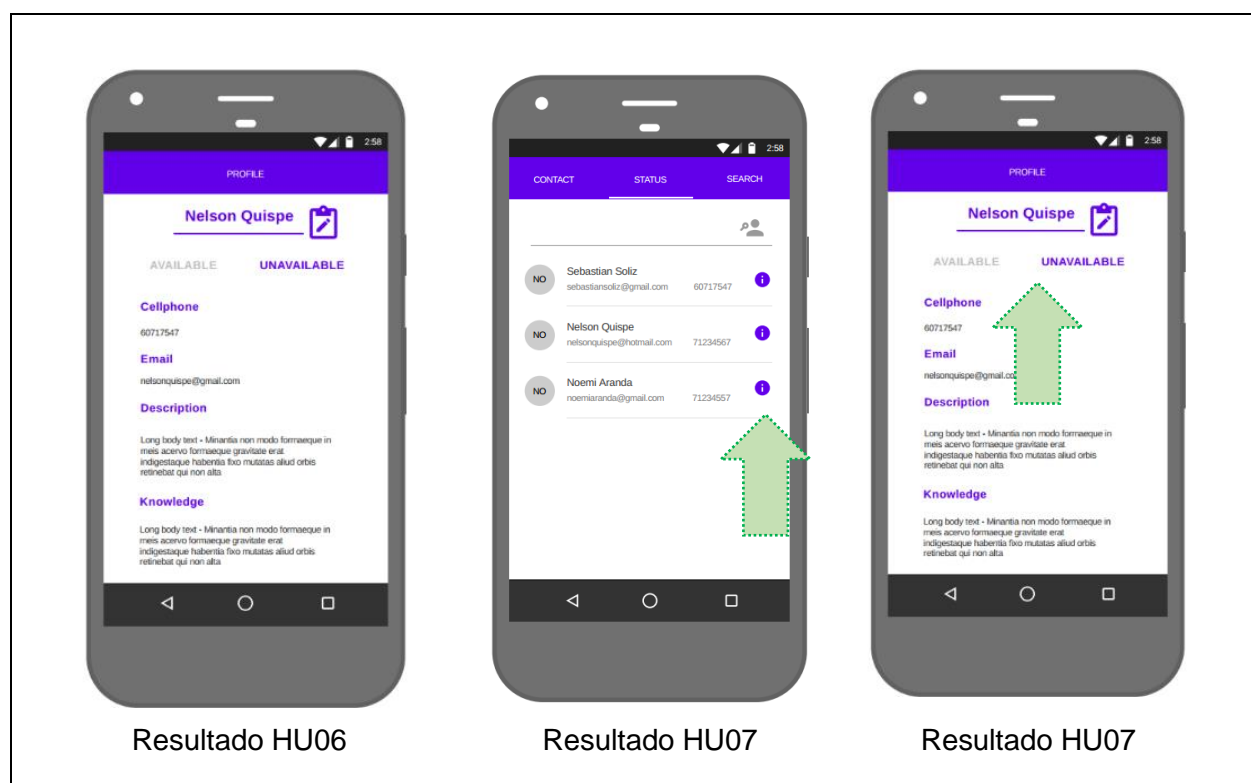 2:58
PROFILE
Nelson Quispe
AVAILABLE UNAVAILABLE
Cellphone
60717547
Email
nelsonquispe@gmail.com
Description
Long body text - Minantia non modo formaeque in
meis acervo formaeque gravitate erat
indigestaque habentia fixo mutatas aliud orbis
retinebat qui non alta
Knowledge
Long body text - Minantia non modo formaeque in
meis acervo formaeque gravitate erat
indigestaque habentia fixo mutatas aliud orbis
retinebat qui non alta
Resultado HU06
2:58
CONTACT STATUS SEARCH
NO Sebastian Soliz
sebastiansoliz@gmail.com 60717547
NO Nelson Quispe
nelsonquispe@hotmail.com 71234567
NO Noemi Aranda
noemiaranda@gmail.com 71234557
Resultado HU07
2:58
PROFILE
Nelson Quispe
AVAILABLE UNAVAILABLE
Cellphone
60717547
Email
nelsonquispe@gmail.co
Description
Long body text - Minantia non modo formaeque in
meis acervo formaeque gravitate erat
indigestaque habentia fixo mutatas aliud orbis
retinebat qui non alta
Knowledge
Long body text - Minantia non modo formaeque in
meis acervo formaeque gravitate erat
indigestaque habentia fixo mutatas aliud orbis
retinebat qui non alta
Resultado HU07